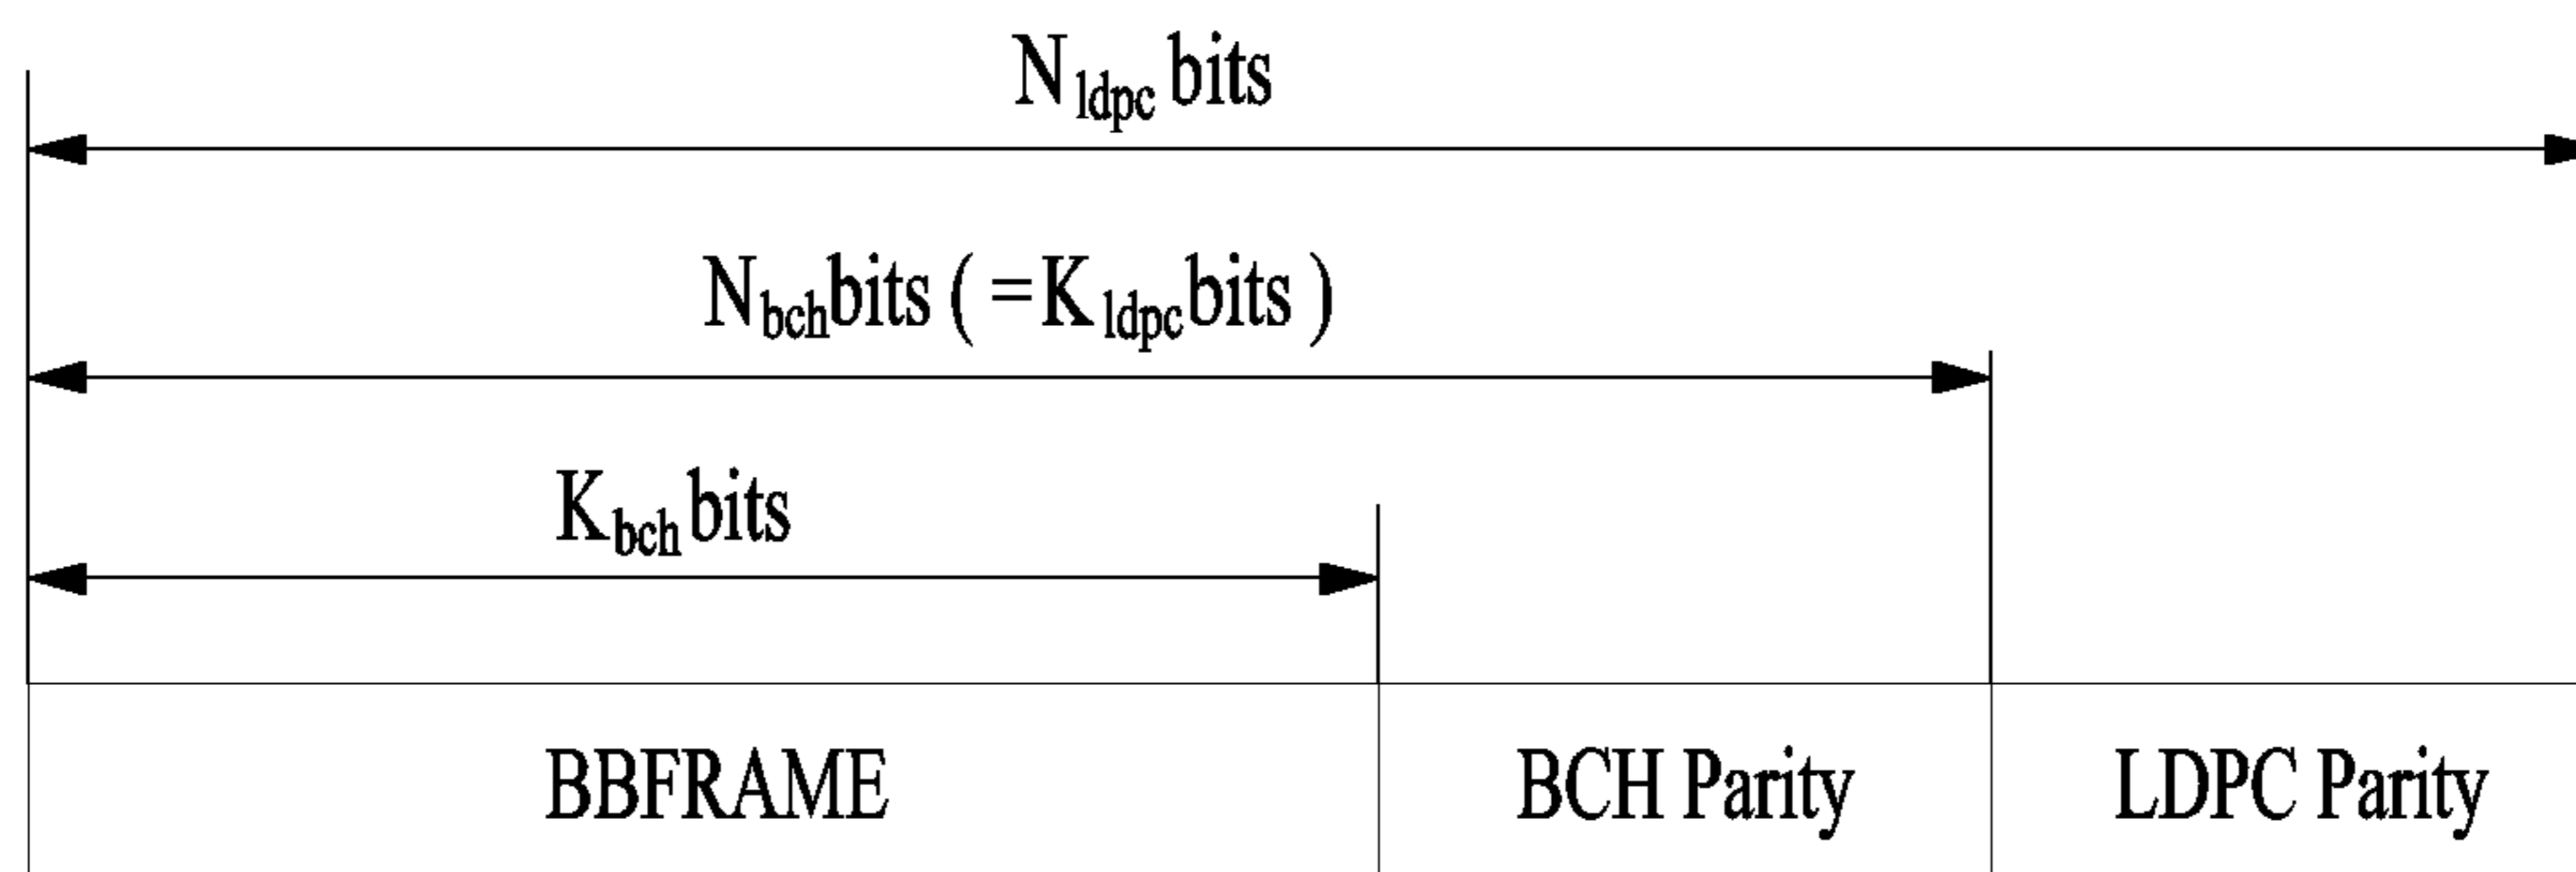 N ldpc bits
N bch bits ( =K ldpc bits )
K bch bits
BBFRAME BCH Parity LDPC Parity